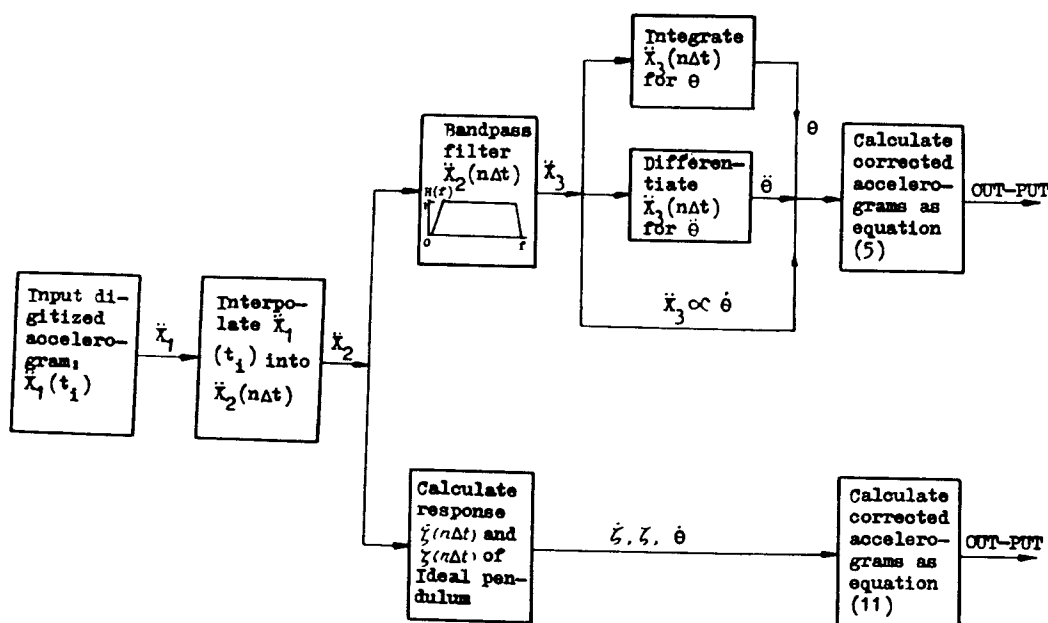 Input di-
gitized
accelero-
gram:
Ẍ₁(tᵢ)
Ẍ₁
Interpo-
late Ẍ₁
(tᵢ) into
Ẍ₂(nΔt)
Ẍ₂
Bandpass
filter
Ẍ₂(nΔt)
H(f)
1
0
f
Ẍ₃
Integrate
Ẍ₃(nΔt)
for θ
θ
Differen-
tiate
Ẍ₃(nΔt)
for θ̈
θ̈
Ẍ₃ ∝ θ̇
Calculate
corrected
accelero-
grams as
equation
(5)
OUT-PUT
Calculate
response
ζ̇(nΔt) and
ζ(nΔt) of
Ideal pen-
dulum
ζ̇, ζ, θ̇
Calculate
corrected
accelero-
grams as
equation
(11)
OUT-PUT